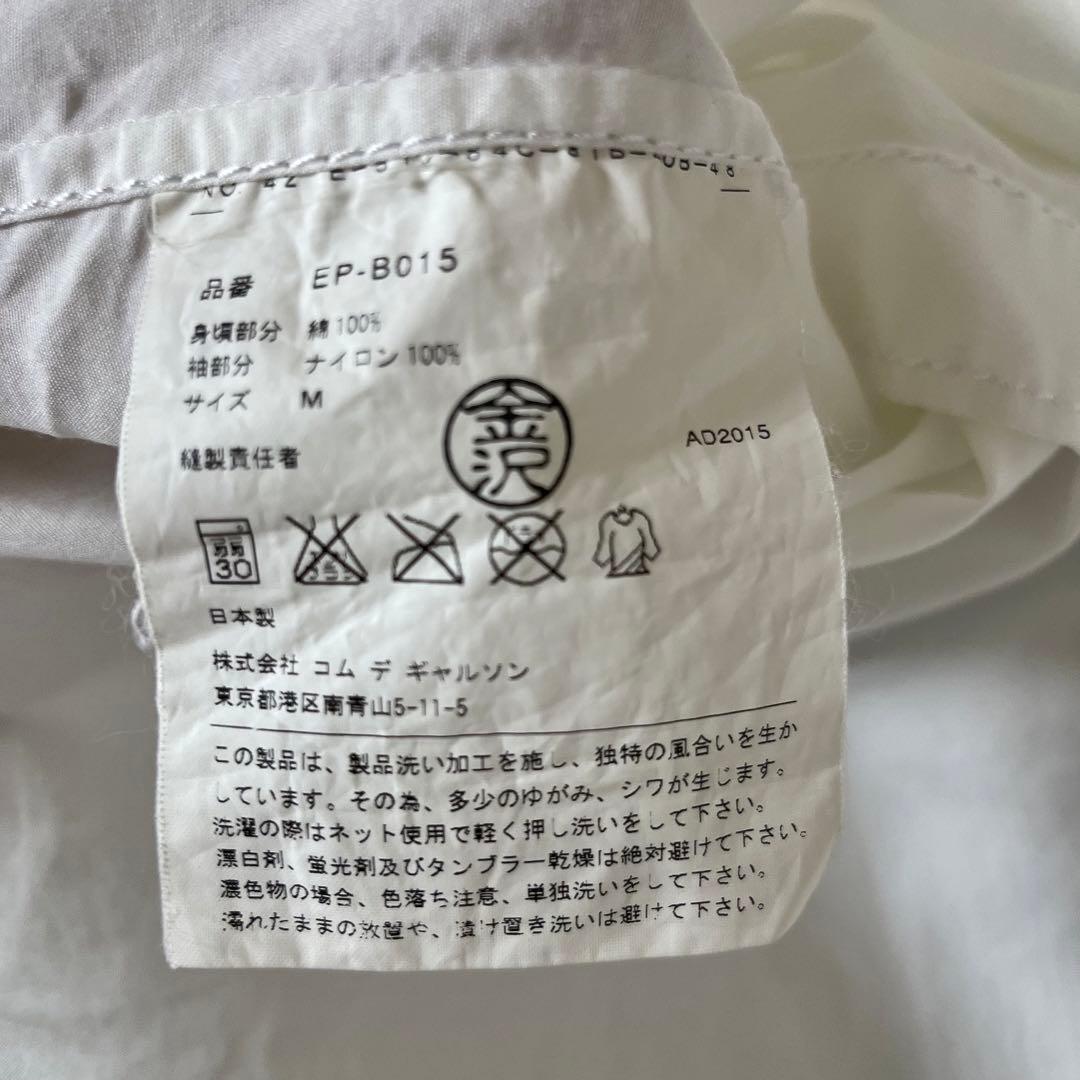 品番 EP-B015
身頃部分 綿100%
袖部分 ナイロン100%
サイズ M
縫製責任者 金沢 AD2015
弱 30
日本製
株式会社 コム デ ギャルソン
東京都港区南青山5-11-5
この製品は、製品洗い加工を施し、独特の風合いを生か
しています。その為、多少のゆがみ、シワが生じます。
洗濯の際はネット使用で軽く押し洗いをして下さい。
漂白剤、蛍光剤及びタンブラー乾燥は絶対避けて下さい。
濃色物の場合、色落ち注意、単独洗いをして下さい。
濡れたままの放置や、漬け置き洗いは避けて下さい。